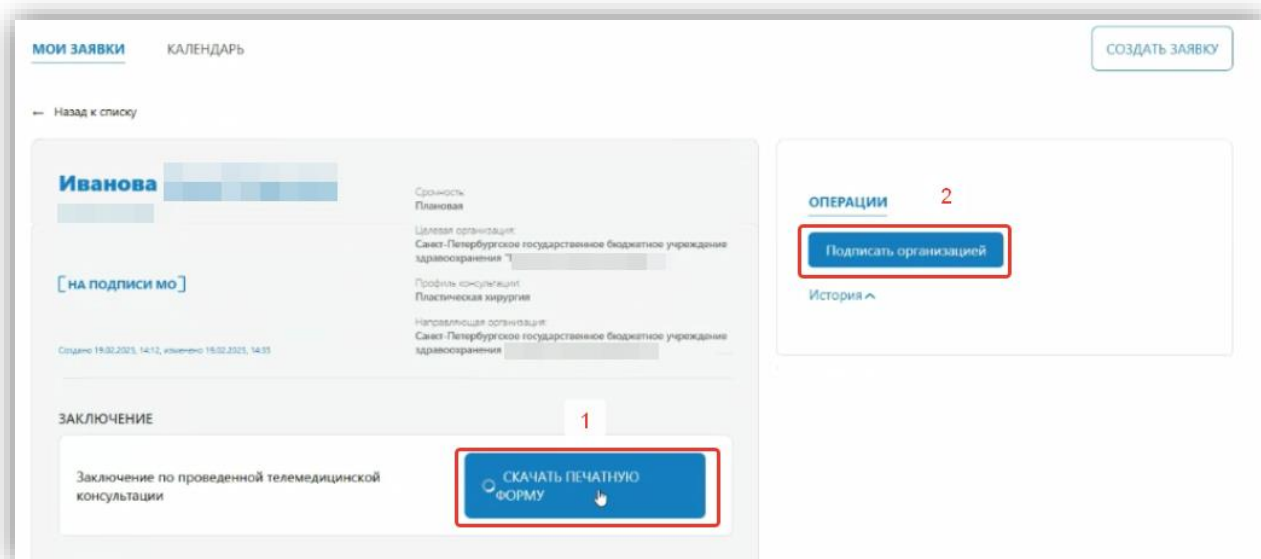 МОИ ЗАЯВКИ КАЛЕНДАРЬ СОЗДАТЬ ЗАЯВКУ
← Назад к списку
Иванова
Срочность:
Плановая
Целевая организация:
Санкт-Петербургское государственное бюджетное учреждение
здравоохранения "
[НА ПОДПИСИ МО]
Профиль консультации:
Пластическая хирургия
Направляющая организация:
Санкт-Петербургское государственное бюджетное учреждение
здравоохранения
Создано 19.02.2025, 14:12, изменено 19.02.2025, 14:35
ЗАКЛЮЧЕНИЕ
1
Заключение по проведенной телемедицинской
консультации
СКАЧАТЬ ПЕЧАТНУЮ
ФОРМУ
ОПЕРАЦИИ
2
Подписать организацией
История